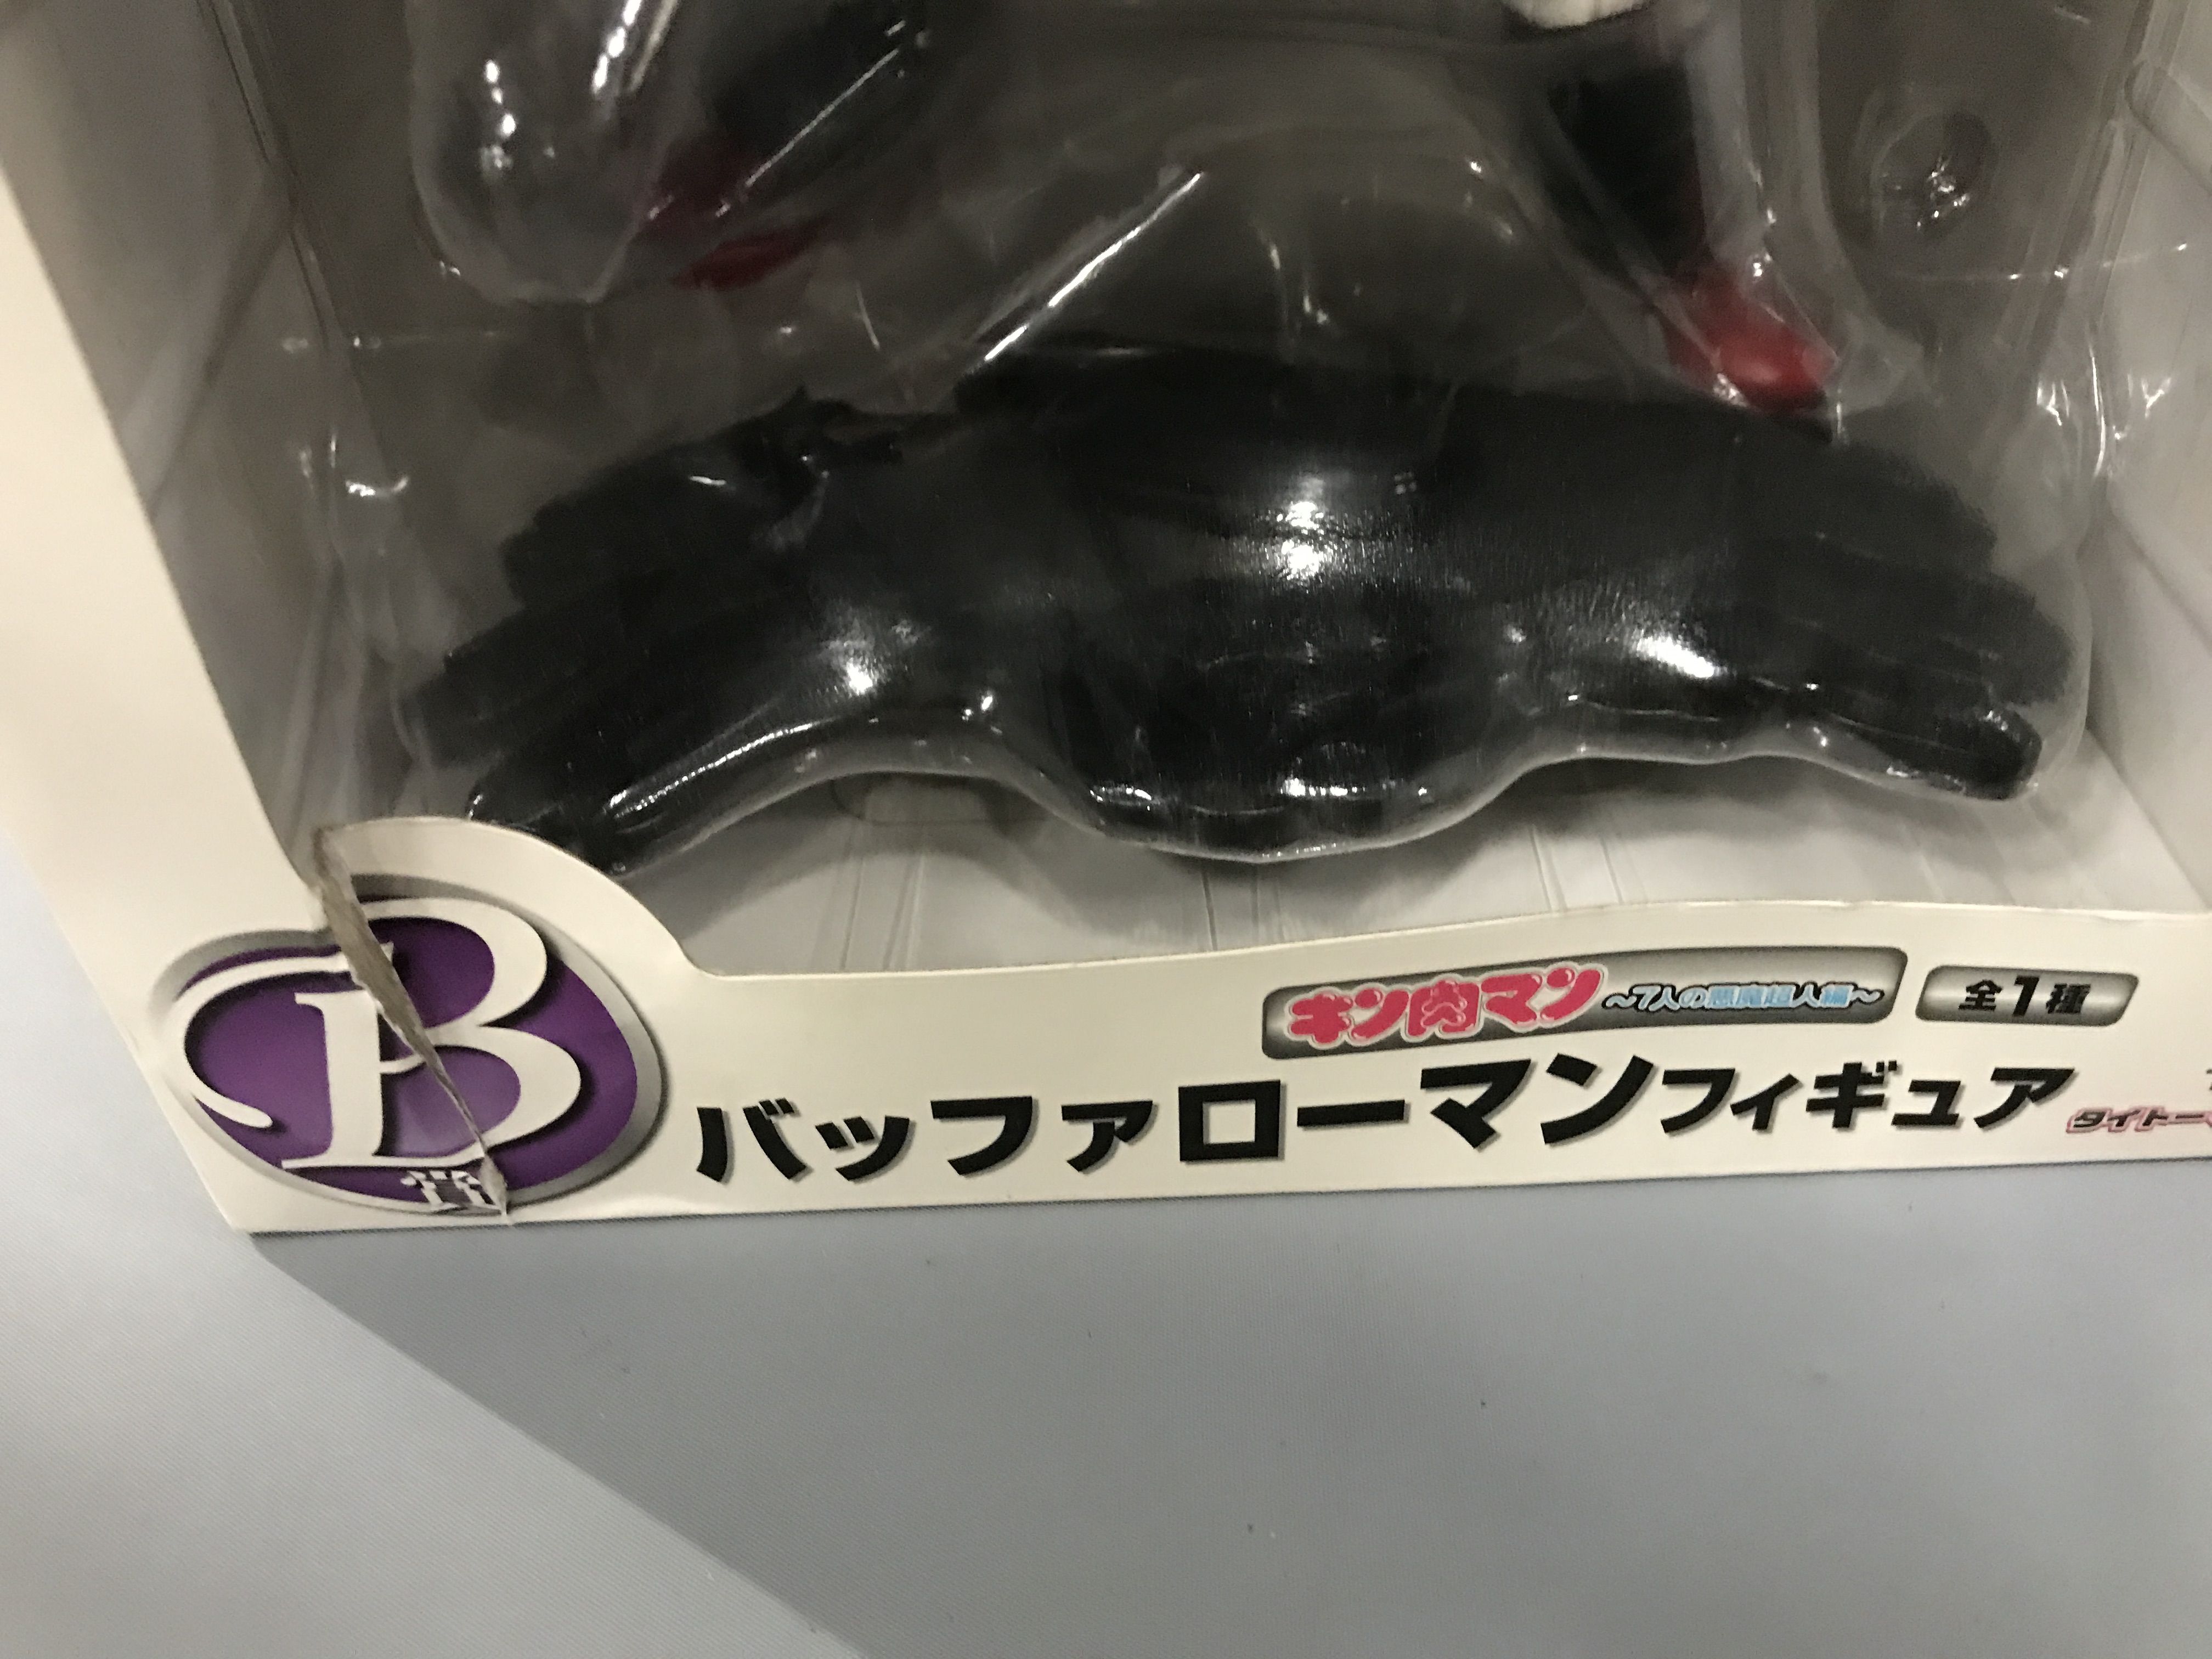 キン肉マン ~7人の悪魔超人編~ 全1種
B賞
バッファローマンフィギュア
タイトー